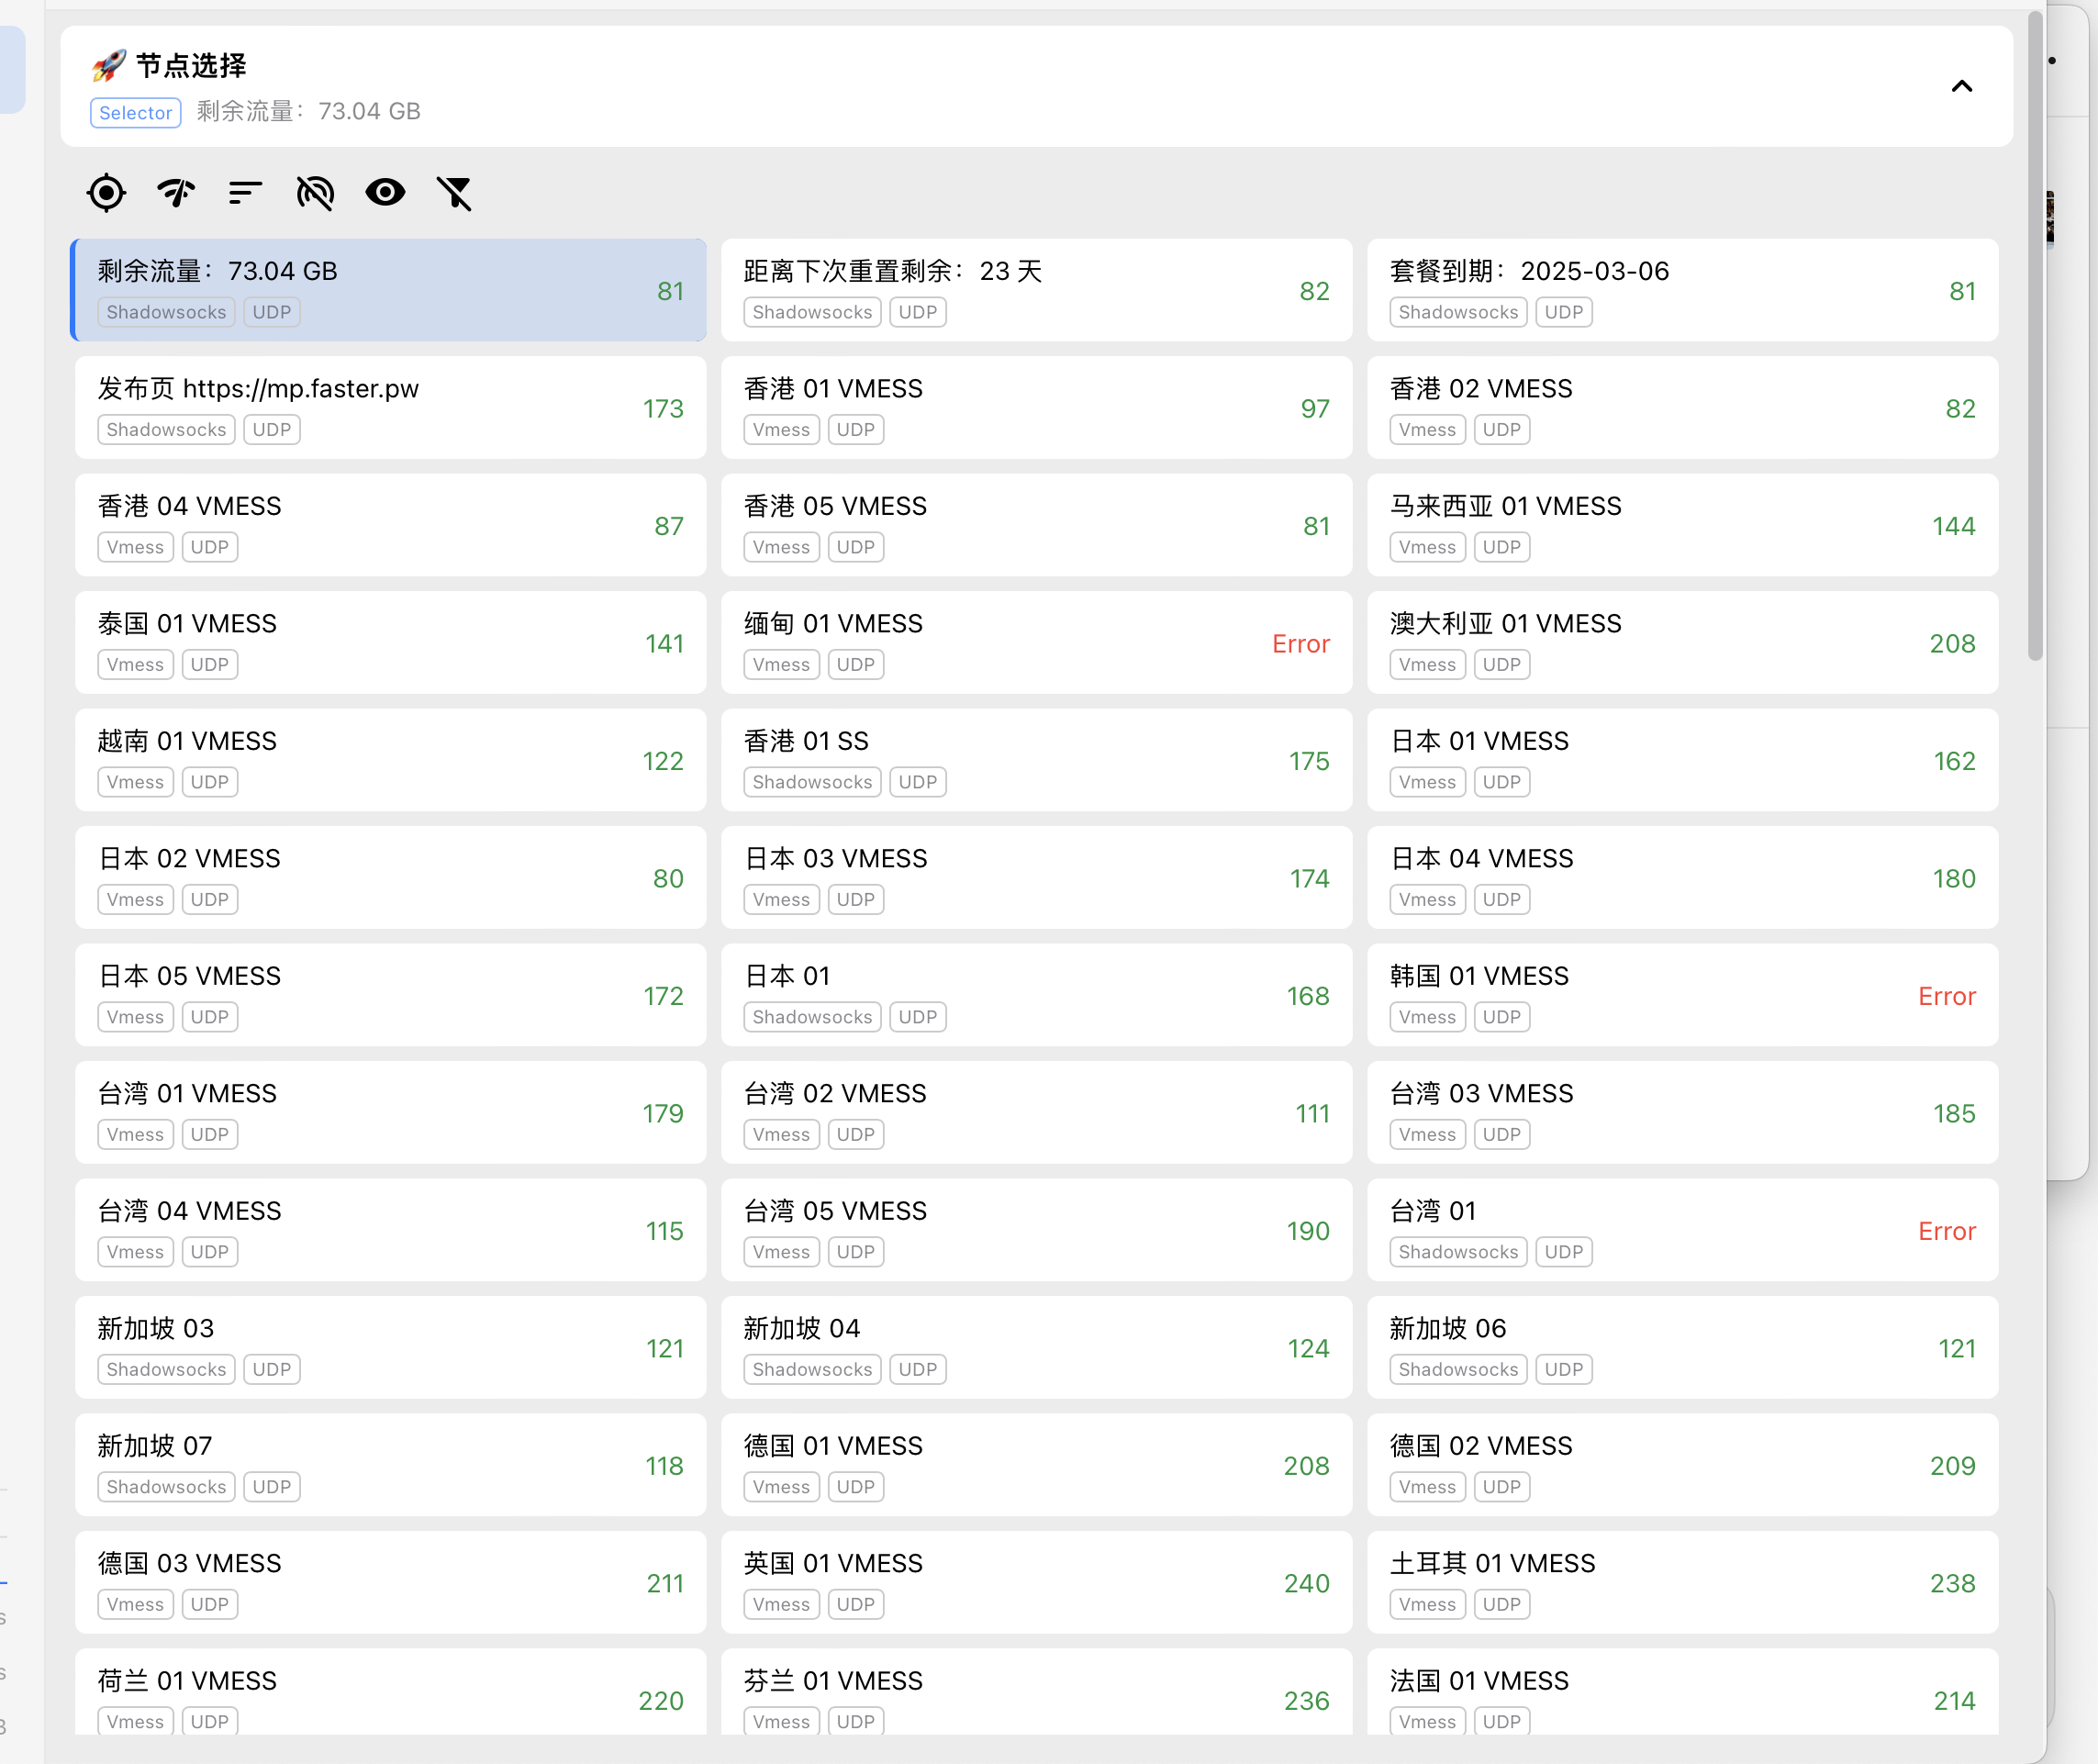 🚀 节点选择
Selector 剩余流量：73.04 GB
剩余流量：73.04 GB
Shadowsocks UDP
81
距离下次重置剩余：23 天
Shadowsocks UDP
82
套餐到期：2025-03-06
Shadowsocks UDP
81
发布页 https://mp.faster.pw
Shadowsocks UDP
173
香港 01 VMESS
Vmess UDP
97
香港 02 VMESS
Vmess UDP
82
香港 04 VMESS
Vmess UDP
87
香港 05 VMESS
Vmess UDP
81
马来西亚 01 VMESS
Vmess UDP
144
泰国 01 VMESS
Vmess UDP
141
缅甸 01 VMESS
Vmess UDP
Error
澳大利亚 01 VMESS
Vmess UDP
208
越南 01 VMESS
Vmess UDP
122
香港 01 SS
Shadowsocks UDP
175
日本 01 VMESS
Vmess UDP
162
日本 02 VMESS
Vmess UDP
80
日本 03 VMESS
Vmess UDP
174
日本 04 VMESS
Vmess UDP
180
日本 05 VMESS
Vmess UDP
172
日本 01
Shadowsocks UDP
168
韩国 01 VMESS
Vmess UDP
Error
台湾 01 VMESS
Vmess UDP
179
台湾 02 VMESS
Vmess UDP
111
台湾 03 VMESS
Vmess UDP
185
台湾 04 VMESS
Vmess UDP
115
台湾 05 VMESS
Vmess UDP
190
台湾 01
Shadowsocks UDP
Error
新加坡 03
Shadowsocks UDP
121
新加坡 04
Shadowsocks UDP
124
新加坡 06
Shadowsocks UDP
121
新加坡 07
Shadowsocks UDP
118
德国 01 VMESS
Vmess UDP
208
德国 02 VMESS
Vmess UDP
209
德国 03 VMESS
Vmess UDP
211
英国 01 VMESS
Vmess UDP
240
土耳其 01 VMESS
Vmess UDP
238
荷兰 01 VMESS
Vmess UDP
220
芬兰 01 VMESS
Vmess UDP
236
法国 01 VMESS
Vmess UDP
214